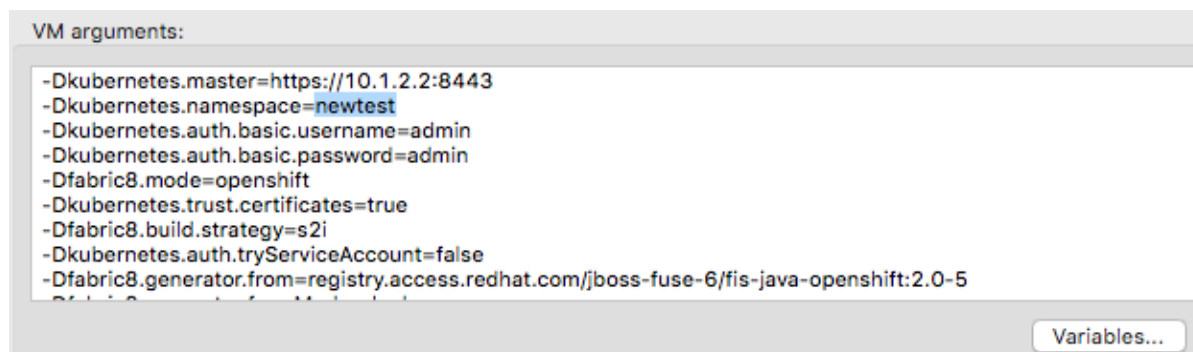 VM arguments:
-Dkubernetes.master=https://10.1.2.2:8443
-Dkubernetes.namespace=newtest
-Dkubernetes.auth.basic.username=admin
-Dkubernetes.auth.basic.password=admin
-Dfabric8.mode=openshift
-Dkubernetes.trust.certificates=true
-Dfabric8.build.strategy=s2i
-Dkubernetes.auth.tryServiceAccount=false
-Dfabric8.generator.from=registry.access.redhat.com/jboss-fuse-6/fis-java-openshift:2.0-5
Variables...